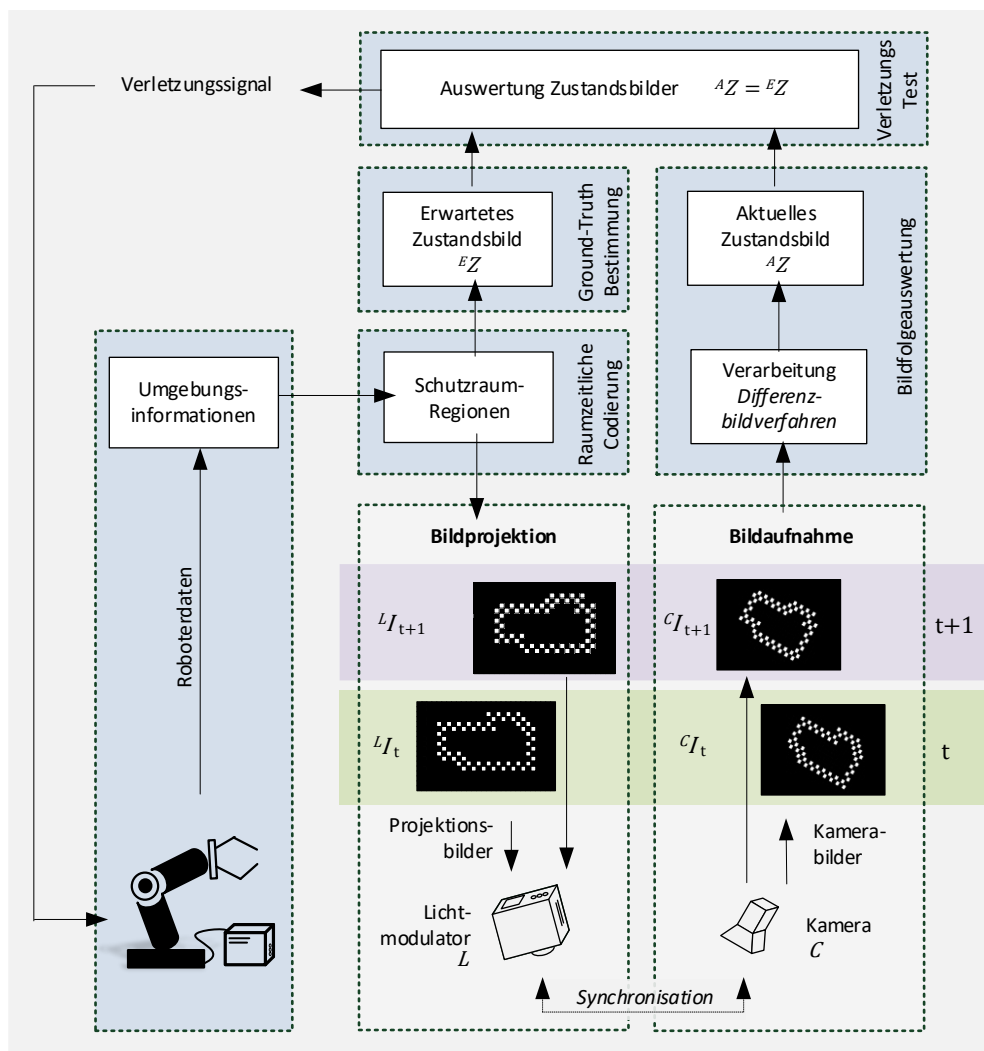 Verletzungssignal
Auswertung Zustandsbilder ᴬZ = ᴱZ
Verletzungs
Test
Erwartetes
Zustandsbild
ᴱZ
Ground-Truth
Bestimmung
Aktuelles
Zustandsbild
ᴬZ
Bildfolgeauswertung
Umgebungs-
informationen
Schutzraum-
Regionen
Raumzeitliche
Codierung
Verarbeitung
Differenz-
bildverfahren
Roboterdaten
Bildprojektion
Bildaufnahme
ᴸIt+1
ᶜIt+1
t+1
ᴸIt
ᶜIt
t
Projektions-
bilder
Kamera-
bilder
Licht-
modulator
L
Kamera
C
Synchronisation